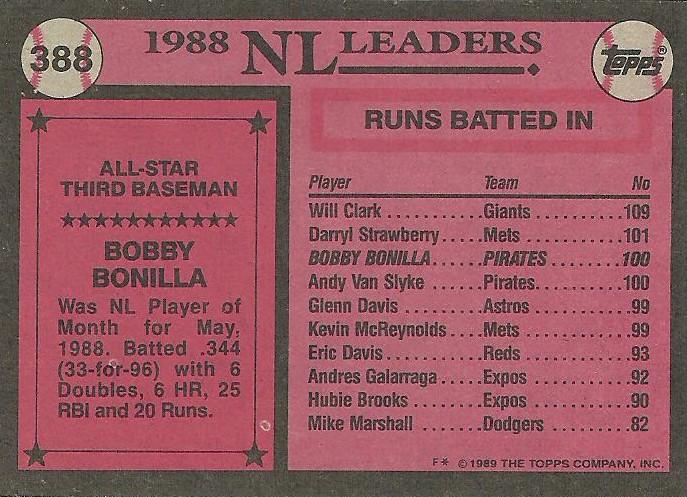 388
1988 NL LEADERS
Topps®
ALL-STAR
THIRD BASEMAN
BOBBY
BONILLA
Was NL Player of
Month for May,
1988. Batted .344
(33-for-96) with 6
Doubles, 6 HR, 25
RBI and 20 Runs.
RUNS BATTED IN
Player Team No
Will Clark..........Giants..........109
Darryl Strawberry.....Mets..........101
BOBBY BONILLA.....PIRATES..........100
Andy Van Slyke.......Pirates..........100
Glenn Davis.........Astros..........99
Kevin McReynolds....Mets..........99
Eric Davis..........Reds..........93
Andres Galarraga.....Expos..........92
Hubie Brooks........Expos..........90
Mike Marshall.......Dodgers..........82
F* ©1989 THE TOPPS COMPANY, INC.